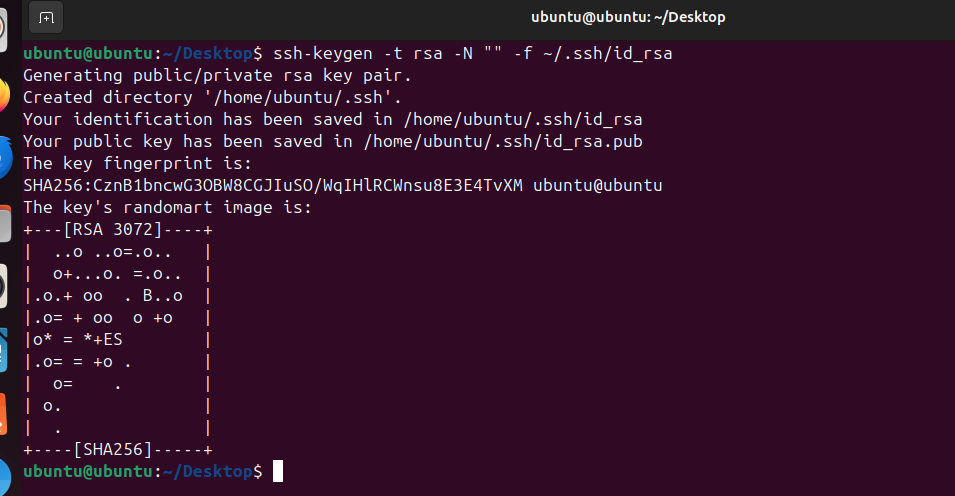 ubuntu@ubuntu: ~/Desktop
ubuntu@ubuntu:~/Desktop$ ssh-keygen -t rsa -N "" -f ~/.ssh/id_rsa
Generating public/private rsa key pair.
Created directory '/home/ubuntu/.ssh'.
Your identification has been saved in /home/ubuntu/.ssh/id_rsa
Your public key has been saved in /home/ubuntu/.ssh/id_rsa.pub
The key fingerprint is:
SHA256:CznB1bncwG3OBW8CGJIuSO/WqIHlRCWnsu8E3E4TvXM ubuntu@ubuntu
The key's randomart image is:
+---[RSA 3072]----+
|  ..o ..o=.o..   |
|  o+...o. =.o..  |
|.o.+ oo  . B..o  |
|.o= + oo  o +o   |
|o* = *+ES        |
|.o= = +o .       |
|  o=    .        |
| o.              |
|  .              |
+----[SHA256]-----+
ubuntu@ubuntu:~/Desktop$